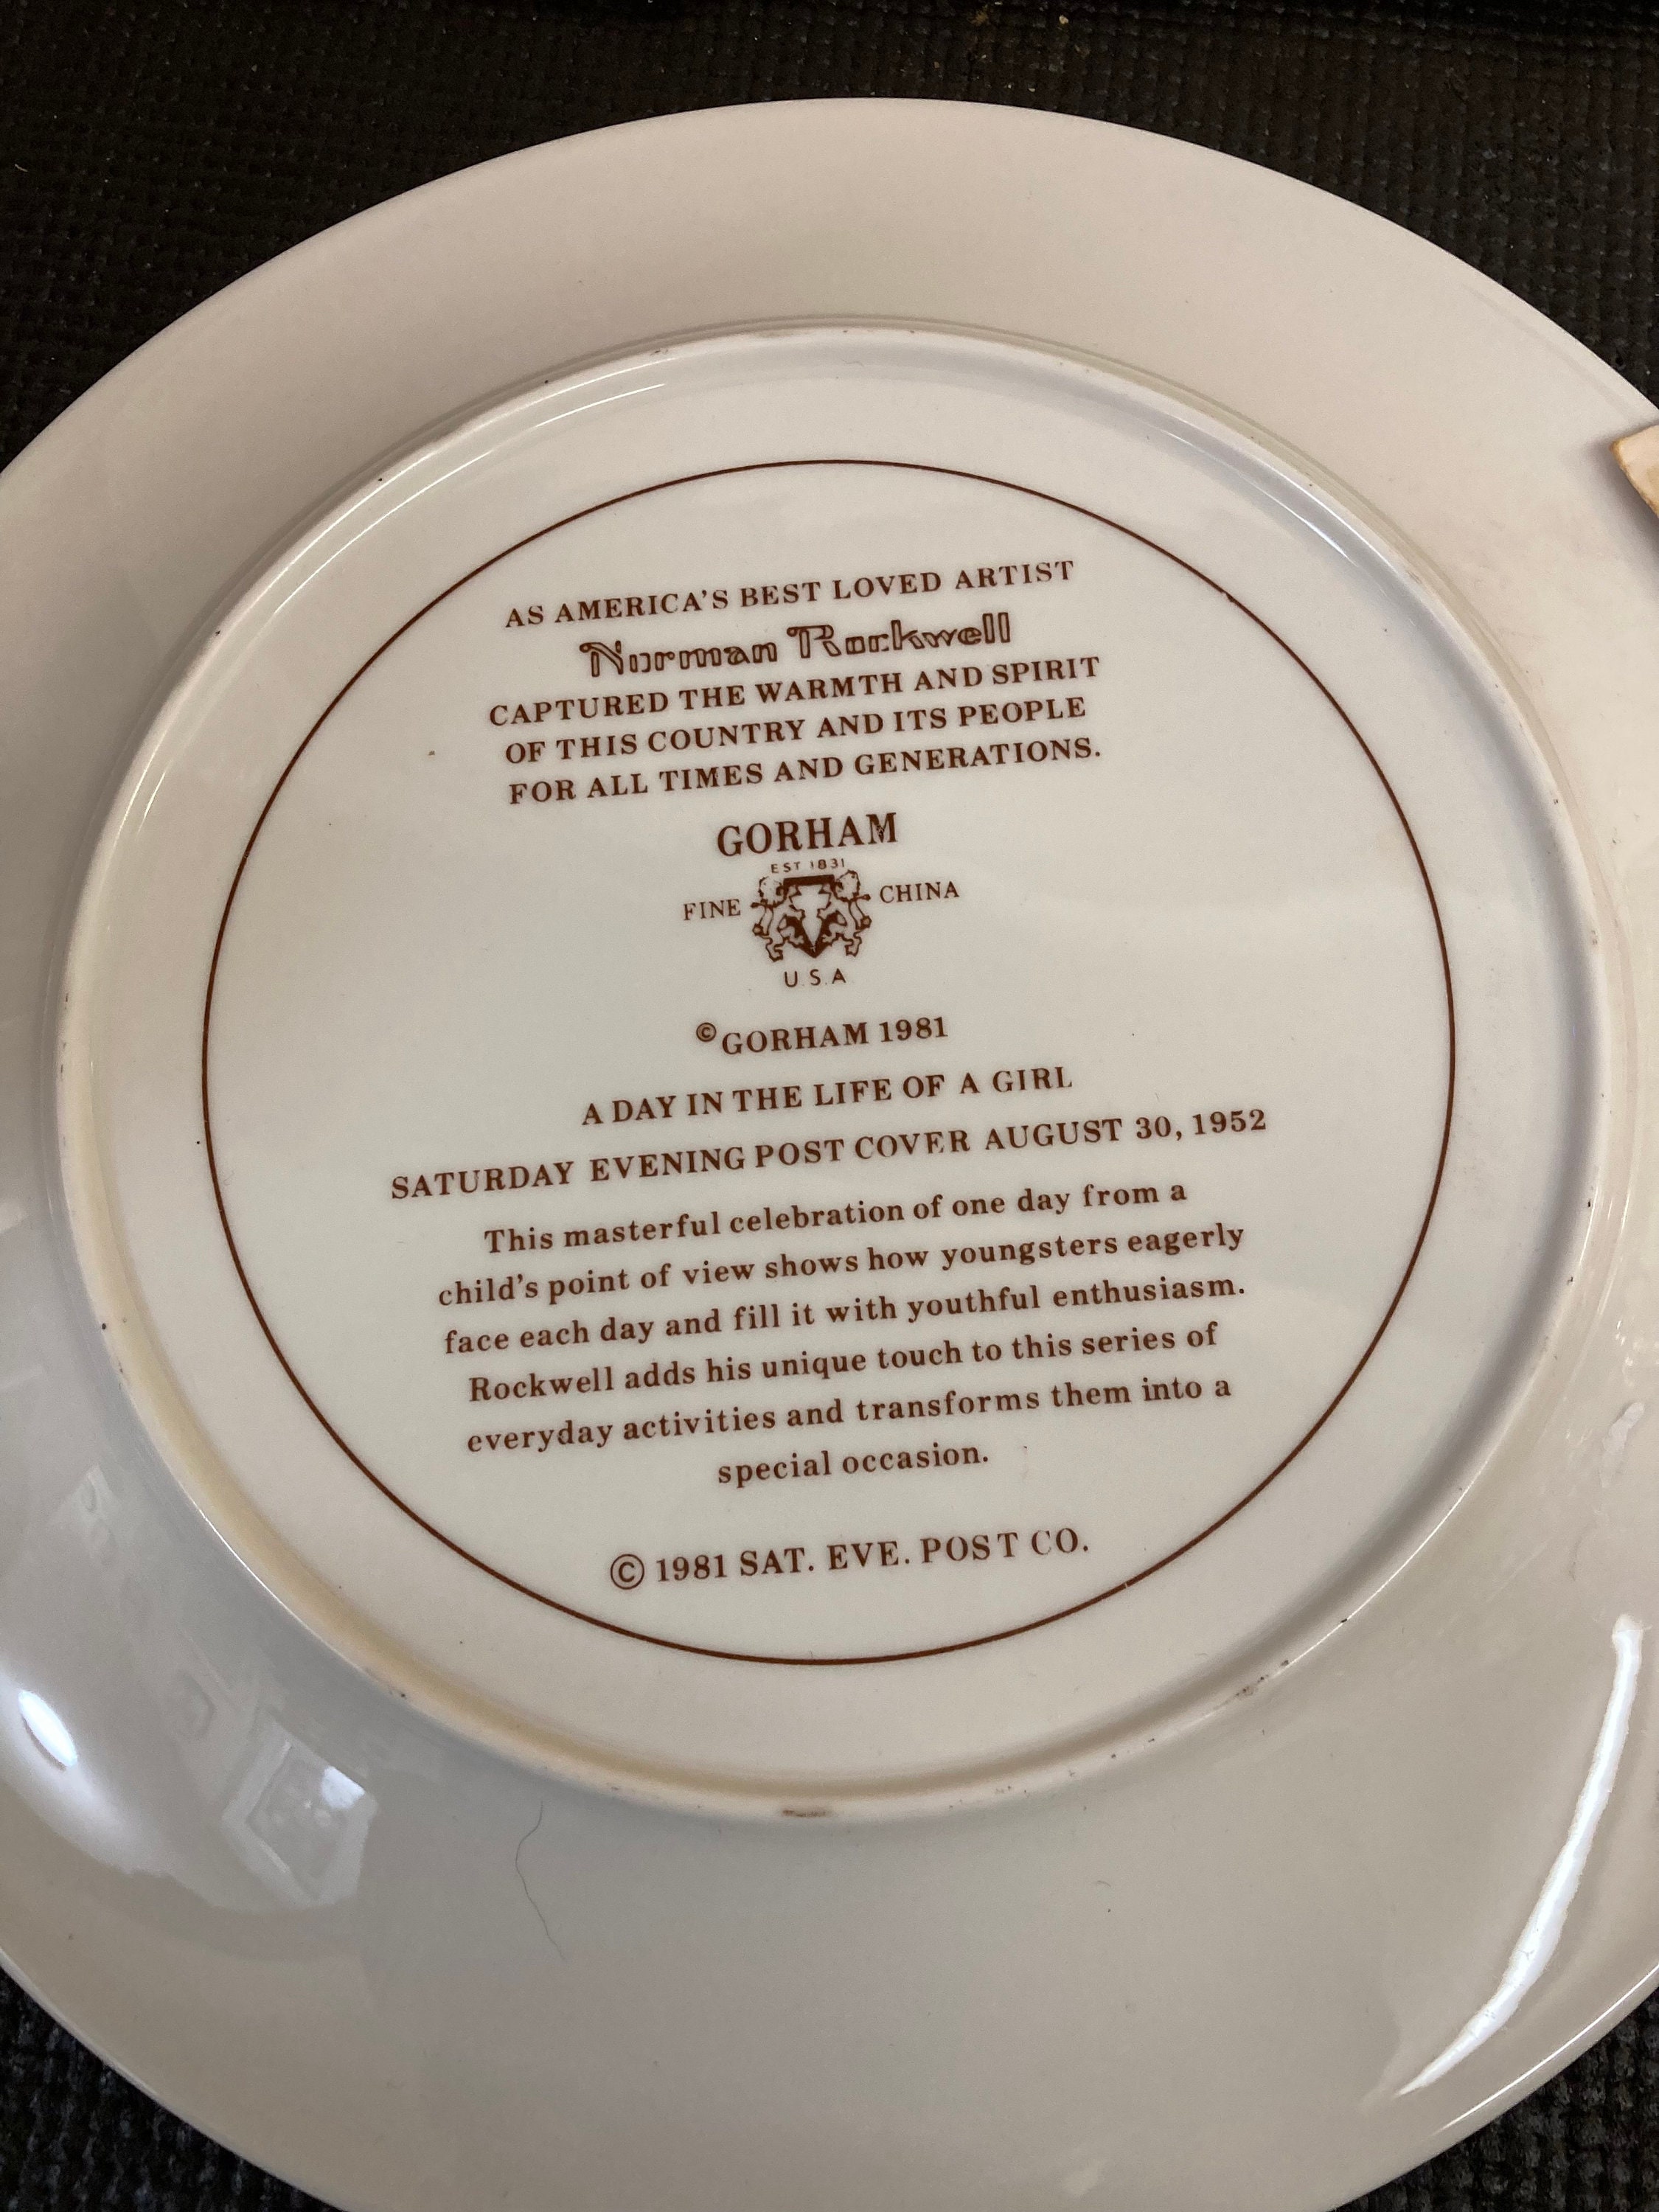 AS AMERICA'S BEST LOVED ARTIST
Norman Rockwell
CAPTURED THE WARMTH AND SPIRIT
OF THIS COUNTRY AND ITS PEOPLE
FOR ALL TIMES AND GENERATIONS.
GORHAM
EST 1831
FINE CHINA
U.S.A
©GORHAM 1981
A DAY IN THE LIFE OF A GIRL
SATURDAY EVENING POST COVER AUGUST 30, 1952
This masterful celebration of one day from a
child's point of view shows how youngsters eagerly
face each day and fill it with youthful enthusiasm.
Rockwell adds his unique touch to this series of
everyday activities and transforms them into a
special occasion.
© 1981 SAT. EVE. POST CO.